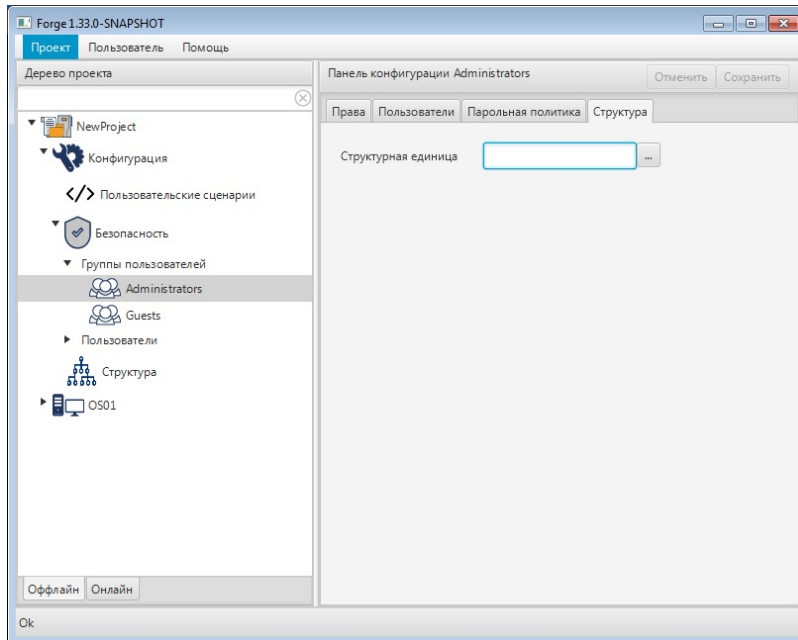 Forge 1.33.0-SNAPSHOT
Проект Пользователь Помощь
Дерево проекта
NewProject
Конфигурация
Пользовательские сценарии
Безопасность
Группы пользователей
Administrators
Guests
Пользователи
Структура
OS01
Оффлайн Онлайн
Панель конфигурации Administrators
Отменить Сохранить
Права Пользователи Парольная политика Структура
Структурная единица ...
Ok